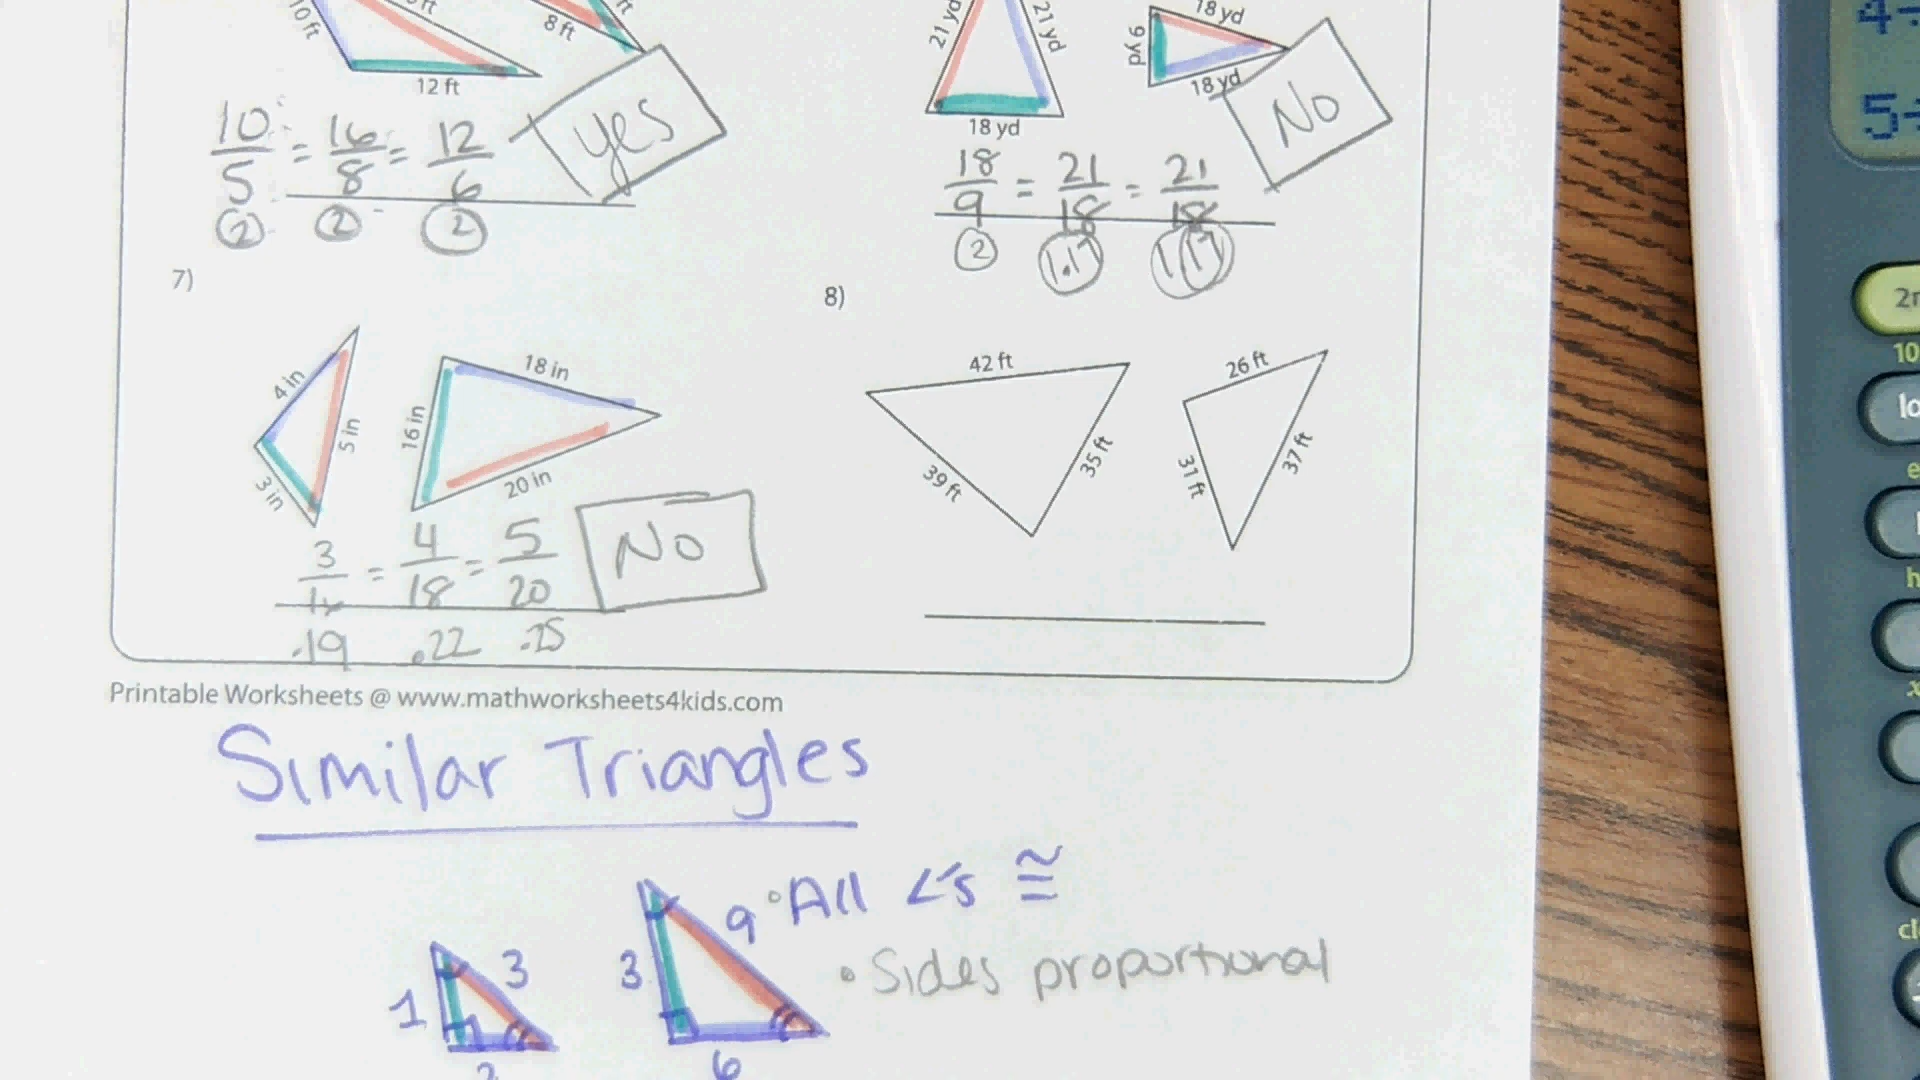 10 ft
8 ft
12 ft
10/5 = 16/8 = 12/6
2 2 2
yes
21 yd
21 yd
18 yd
9 yd
18 yd
18 yd
18/9 = 21/18 = 21/18
2 1.17 1.17
No
7)
4 in
5 in
3 in
18 in
16 in
20 in
3/16 = 4/18 = 5/20
.19 .22 .25
No
8)
42 ft
39 ft
35 ft
26 ft
31 ft
37 ft
Printable Worksheets @ www.mathworksheets4kids.com
Similar Triangles
• All ∠'s ≅
• Sides proportional
1
3
3
9
6
2n
10
lo